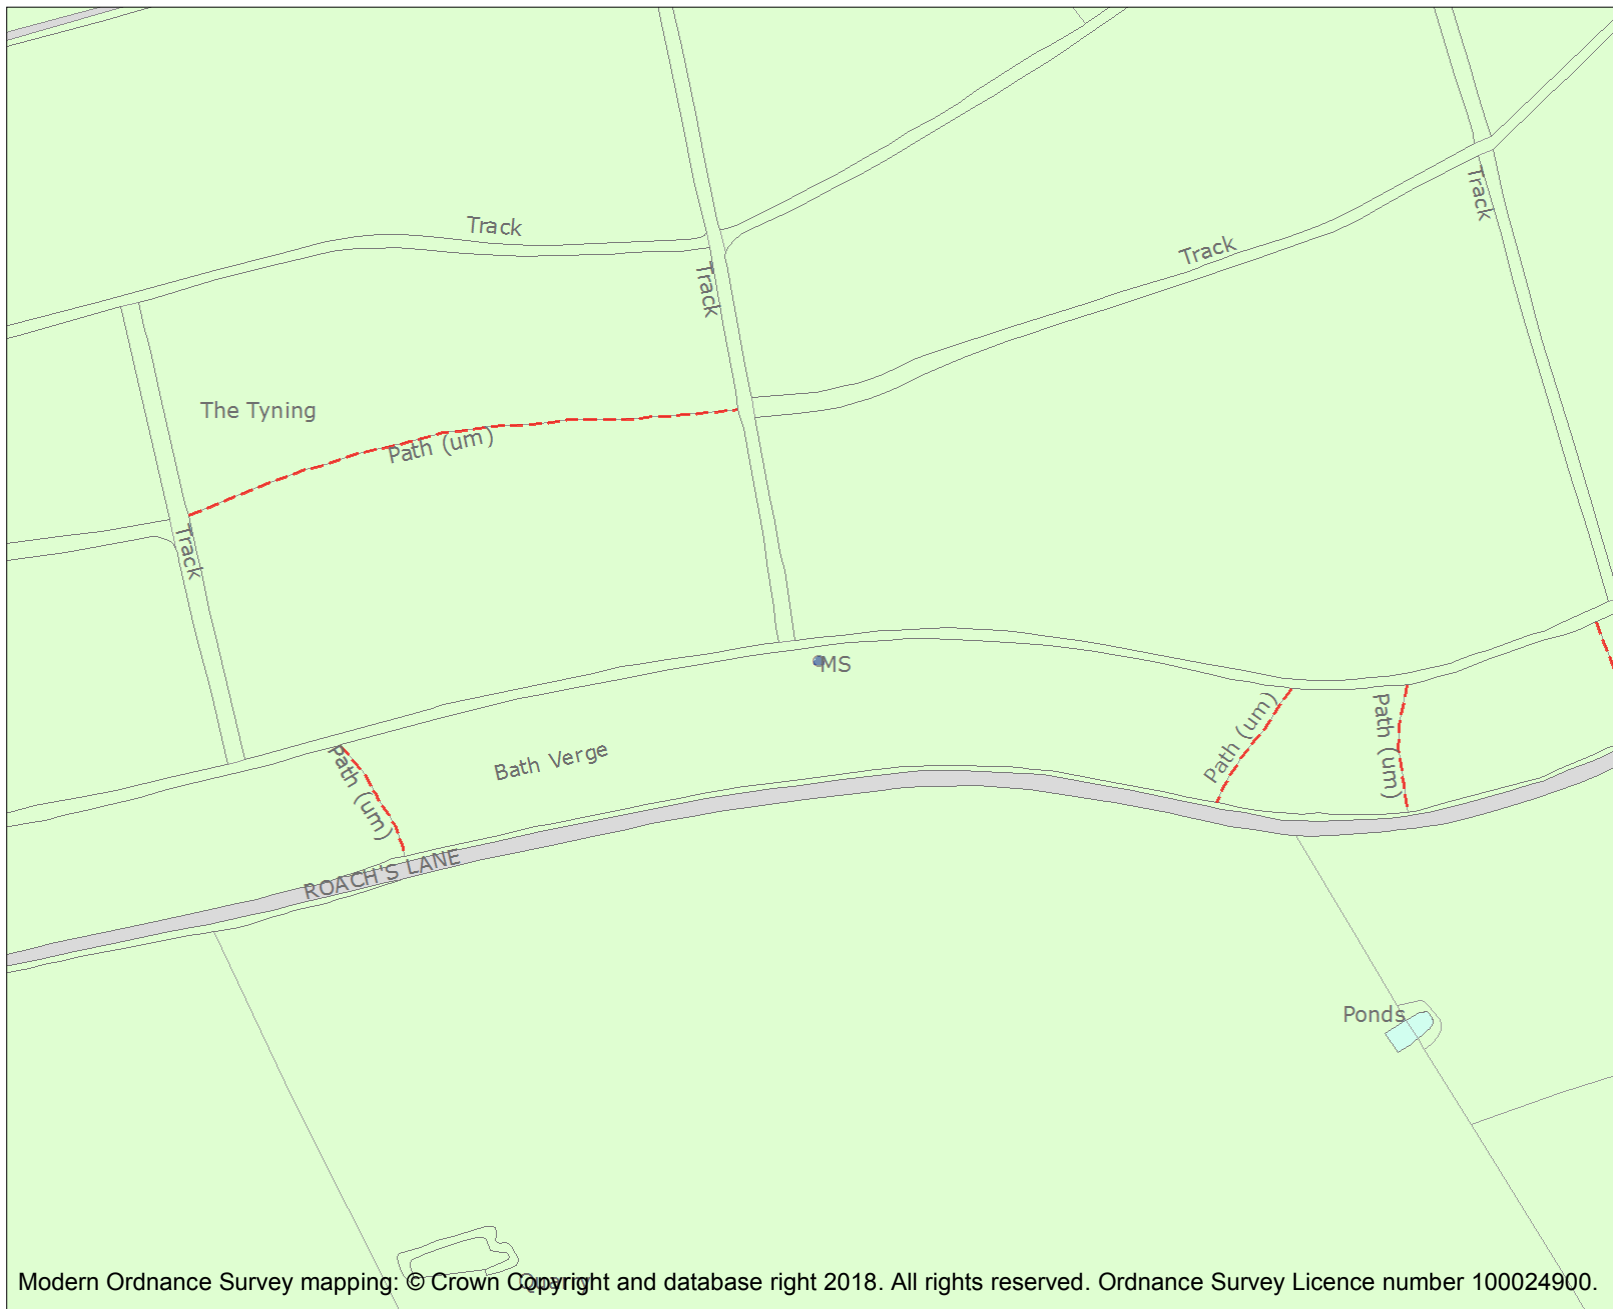 Track
Track
Track
Track
The Tyning
Path (um)
Track
MS
Path (um)
Path (um)
Bath Verge
Path (um)
ROACH'S LANE
Ponds
Quarry
Modern Ordnance Survey mapping: © Crown Copyright and database right 2018. All rights reserved. Ordnance Survey Licence number 100024900.